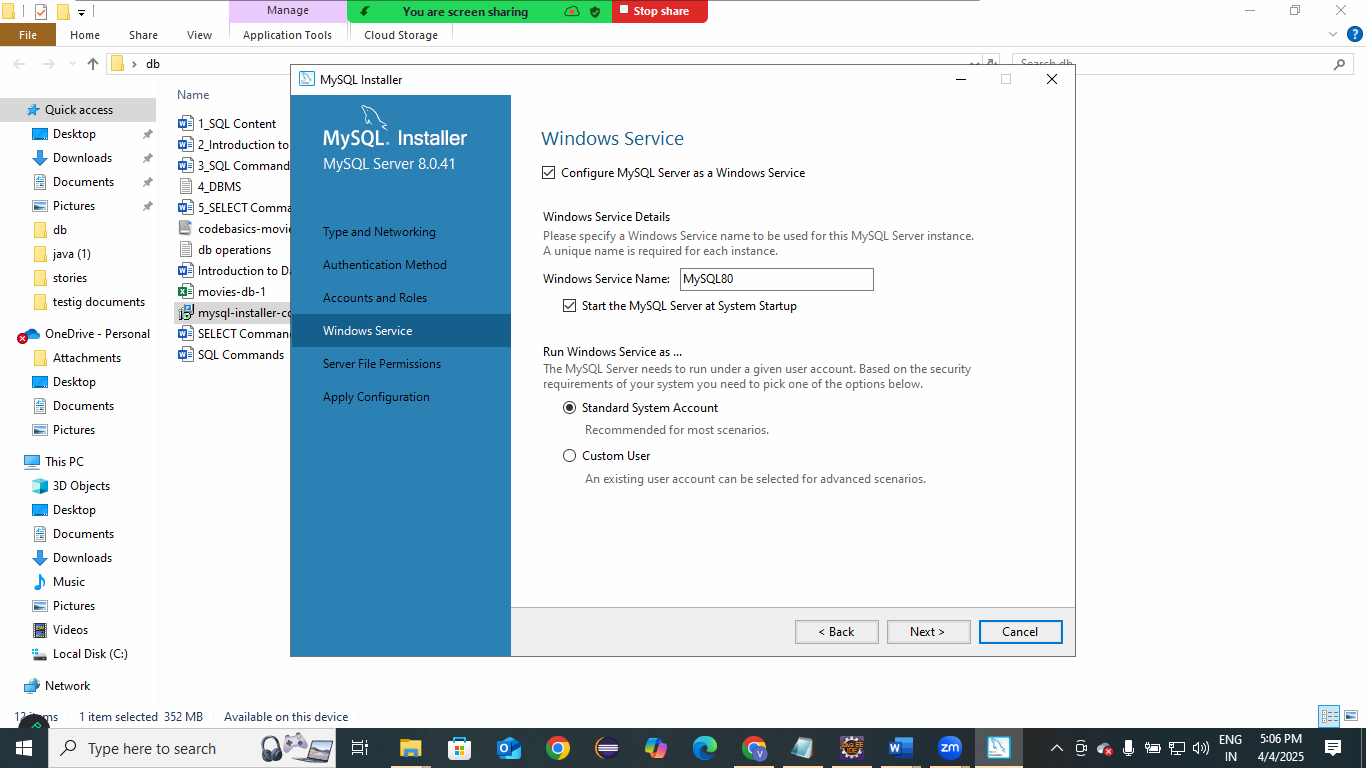 Manage
You are screen sharing
Stop share
File
Home
Share
View
Application Tools
Cloud Storage
db
Name
Quick access
Desktop
Downloads
Documents
Pictures
db
java (1)
stories
testig documents
OneDrive - Personal
Attachments
Desktop
Documents
Pictures
This PC
3D Objects
Desktop
Documents
Downloads
Music
Pictures
Videos
Local Disk (C:)
Network
1_SQL Content
2_Introduction to
3_SQL Command
4_DBMS
5_SELECT Comma
codebasics-movie
db operations
Introduction to Da
movies-db-1
mysql-installer-co
SELECT Command
SQL Commands
MySQL Installer
MySQL. Installer
MySQL Server 8.0.41
Type and Networking
Authentication Method
Accounts and Roles
Windows Service
Server File Permissions
Apply Configuration
Windows Service
Configure MySQL Server as a Windows Service
Windows Service Details
Please specify a Windows Service name to be used for this MySQL Server instance.
A unique name is required for each instance.
Windows Service Name: MySQL80
Start the MySQL Server at System Startup
Run Windows Service as ...
The MySQL Server needs to run under a given user account. Based on the security
requirements of your system you need to pick one of the options below.
Standard System Account
Recommended for most scenarios.
Custom User
An existing user account can be selected for advanced scenarios.
< Back
Next >
Cancel
1 item selected 352 MB
Available on this device
Type here to search
zm
ENG
IN
5:06 PM
4/4/2025